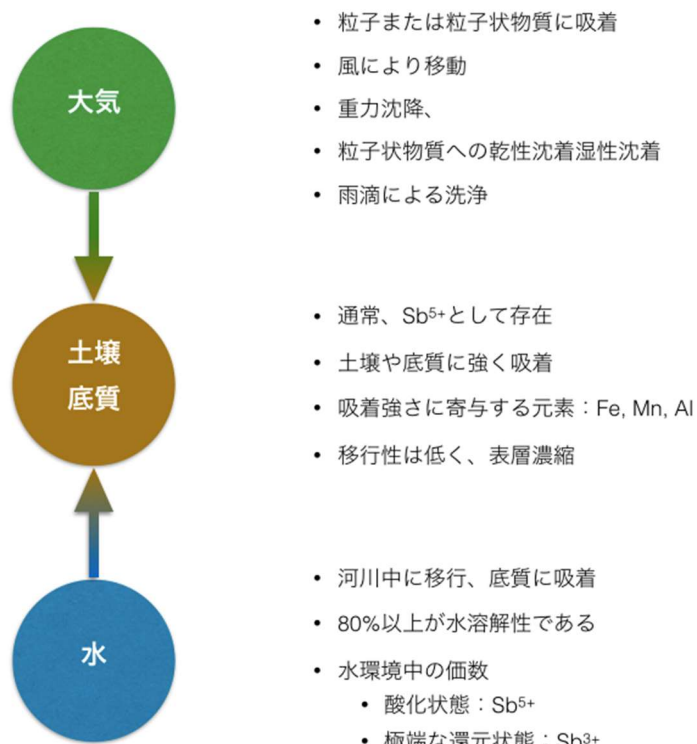 大気
• 粒子または粒子状物質に吸着
• 風により移動
• 重力沈降、
• 粒子状物質への乾性沈着湿性沈着
• 雨滴による洗浄
土壌
底質
• 通常、Sb⁵⁺として存在
• 土壌や底質に強く吸着
• 吸着強さに寄与する元素：Fe, Mn, Al
• 移行性は低く、表層濃縮
水
• 河川中に移行、底質に吸着
• 80%以上が水溶解性である
• 水環境中の価数
• 酸化状態：Sb⁵⁺
• 極端な還元状態：Sb³⁺